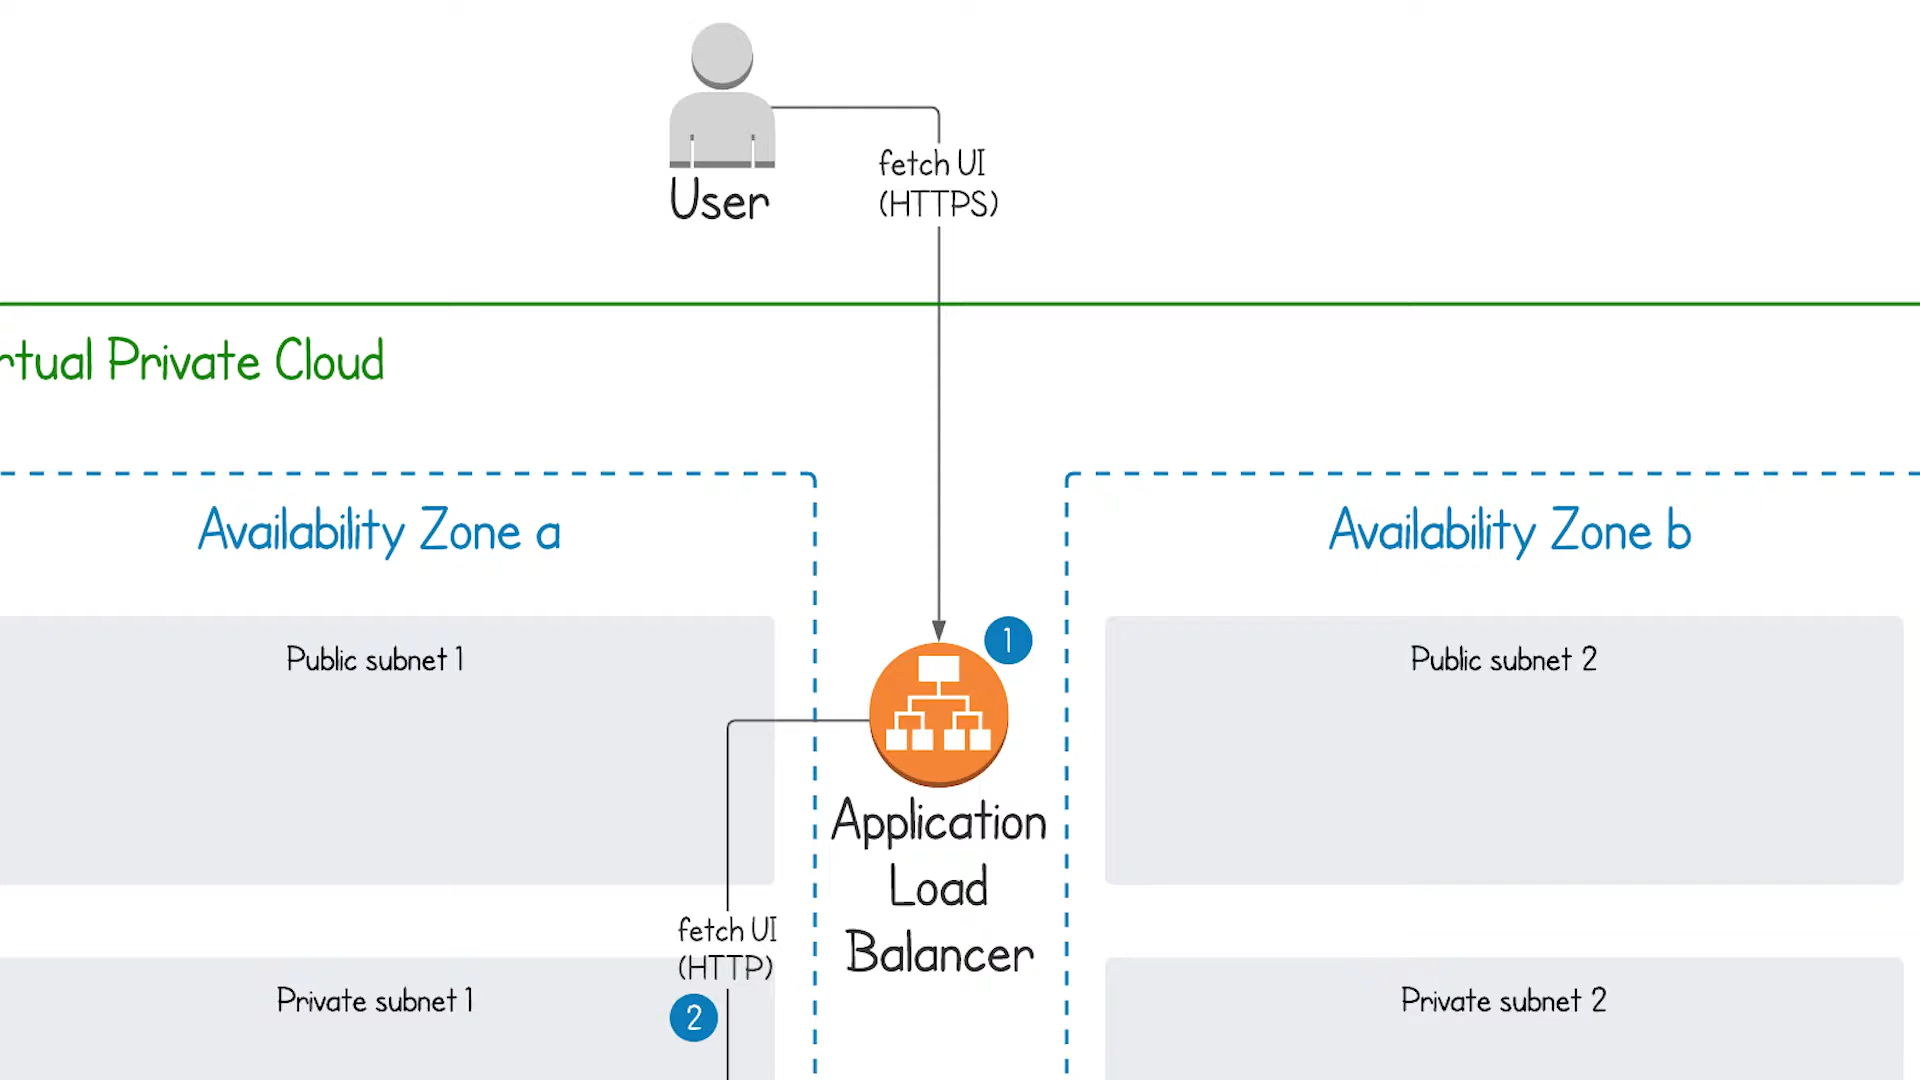 User
fetch UI
(HTTPS)
rtual Private Cloud
Availability Zone a
Availability Zone b
Public subnet 1
1
Public subnet 2
Application
Load
Balancer
fetch UI
(HTTP)
Private subnet 1
2
Private subnet 2